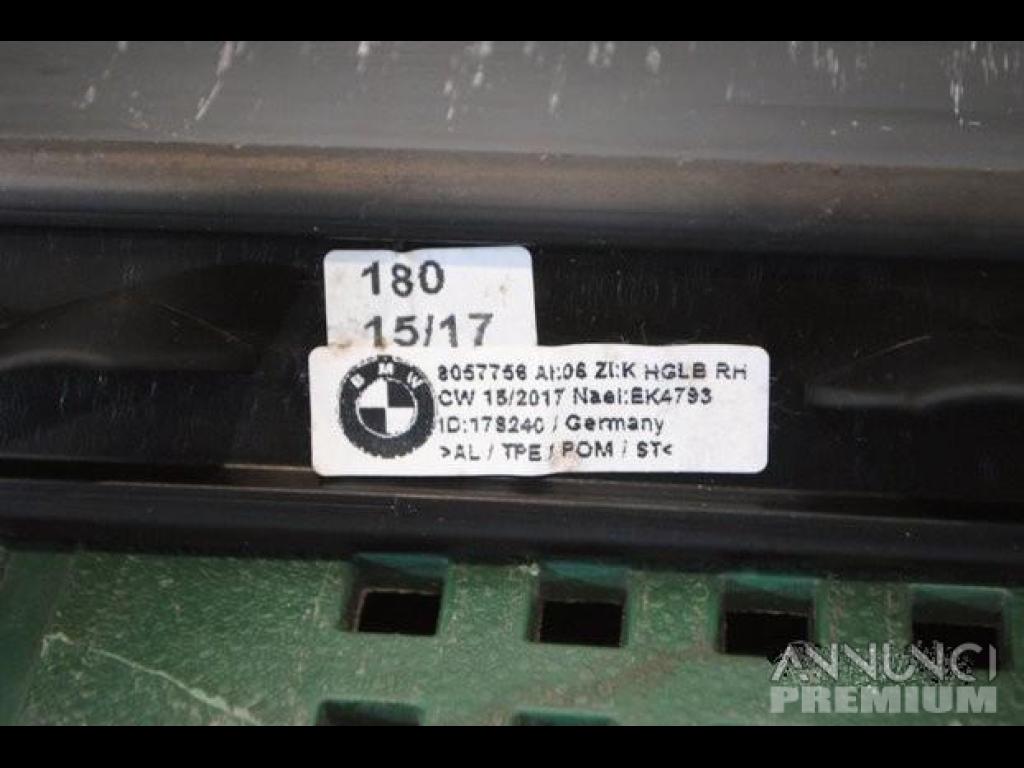 180
15/17
BMW
8057756 AI:06 ZI:K HGLB RH
CW 15/2017 Nael:EK4793
ID:178240 / Germany
>AL / TPE / POM / ST<
ANNUNCI
PREMIUM